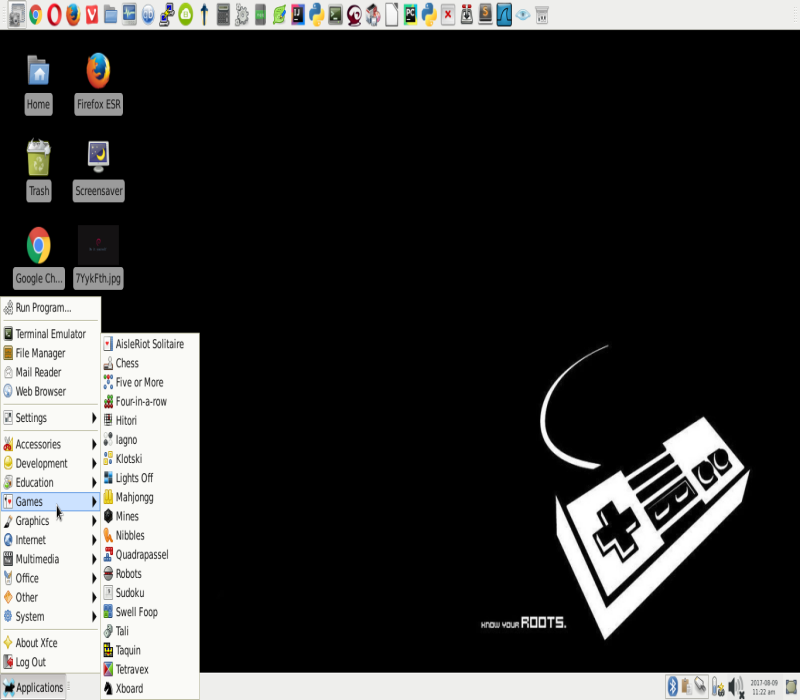 Home
Firefox ESR
Trash
Screensaver
Google Ch...
7YykFth.jpg
Run Program...
Terminal Emulator
File Manager
Mail Reader
Web Browser
Settings
Accessories
Development
Education
Games
Graphics
Internet
Multimedia
Office
Other
System
About Xfce
Log Out
Applications
AisleRiot Solitaire
Chess
Five or More
Four-in-a-row
Hitori
Iagno
Klotski
Lights Off
Mahjongg
Mines
Nibbles
Quadrapassel
Robots
Sudoku
Swell Foop
Tali
Taquin
Tetravex
Xboard
KNOW YOUR ROOTS.
2017-08-09
11:22 am